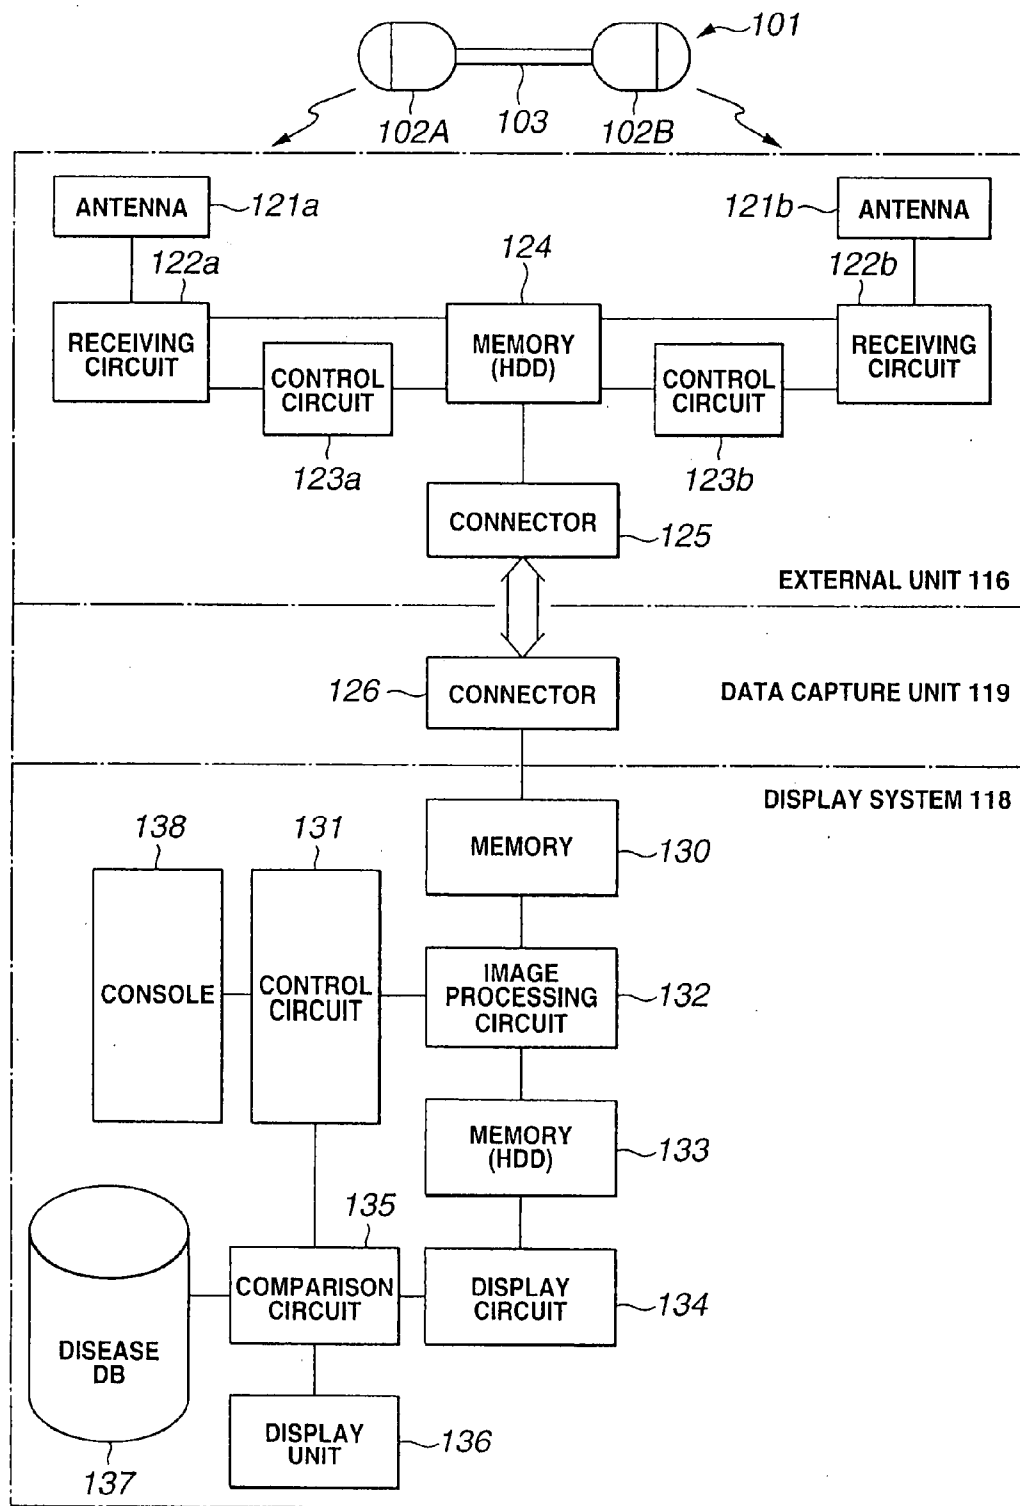 101
102A
103
102B
ANTENNA
121a
121b
ANTENNA
122a
124
122b
RECEIVING
CIRCUIT
MEMORY
(HDD)
RECEIVING
CIRCUIT
CONTROL
CIRCUIT
CONTROL
CIRCUIT
123a
123b
CONNECTOR
125
EXTERNAL UNIT 116
126
CONNECTOR
DATA CAPTURE UNIT 119
DISPLAY SYSTEM 118
138
131
MEMORY
130
CONSOLE
CONTROL
CIRCUIT
IMAGE
PROCESSING
CIRCUIT
132
MEMORY
(HDD)
133
135
COMPARISON
CIRCUIT
DISPLAY
CIRCUIT
134
DISEASE
DB
DISPLAY
UNIT
136
137